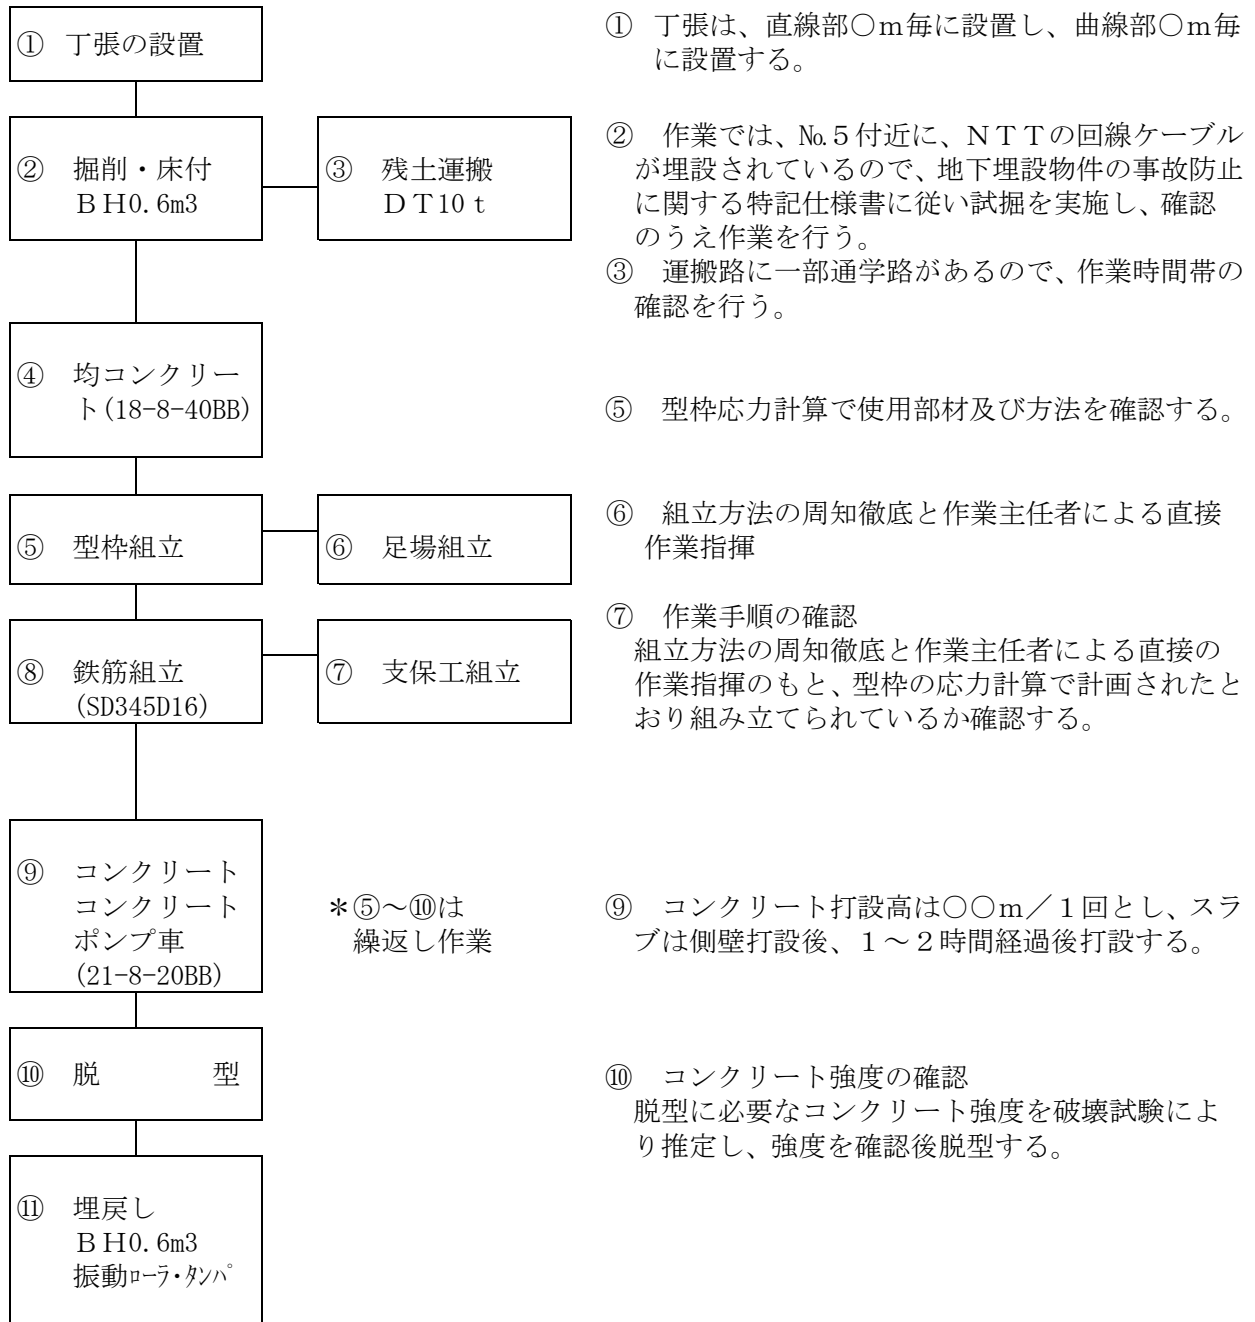 ① 丁張の設置
① 丁張は、直線部○ｍ毎に設置し、曲線部○ｍ毎
に設置する。
② 掘削・床付
ＢＨ0.6m3
③ 残土運搬
ＤＴ10ｔ
② 作業では、№５付近に、ＮＴＴの回線ケーブル
が埋設されているので、地下埋設物件の事故防止
に関する特記仕様書に従い試掘を実施し、確認
のうえ作業を行う。
③ 運搬路に一部通学路があるので、作業時間帯の
確認を行う。
④ 均コンクリー
ト(18-8-40BB)
⑤ 型枠応力計算で使用部材及び方法を確認する。
⑤ 型枠組立
⑥ 足場組立
⑥ 組立方法の周知徹底と作業主任者による直接
作業指揮
⑧ 鉄筋組立
(SD345D16)
⑦ 支保工組立
⑦ 作業手順の確認
組立方法の周知徹底と作業主任者による直接の
作業指揮のもと、型枠の応力計算で計画されたと
おり組み立てられているか確認する。
⑨ コンクリート
コンクリート
ポンプ車
(21-8-20BB)
＊⑤～⑩は
繰返し作業
⑨ コンクリート打設高は○○ｍ／１回とし、スラ
ブは側壁打設後、１～２時間経過後打設する。
⑩ 脱　　　型
⑩ コンクリート強度の確認
脱型に必要なコンクリート強度を破壊試験によ
り推定し、強度を確認後脱型する。
⑪ 埋戻し
ＢＨ0.6m3
振動ﾛｰﾗ・ﾀﾝﾊﾟ